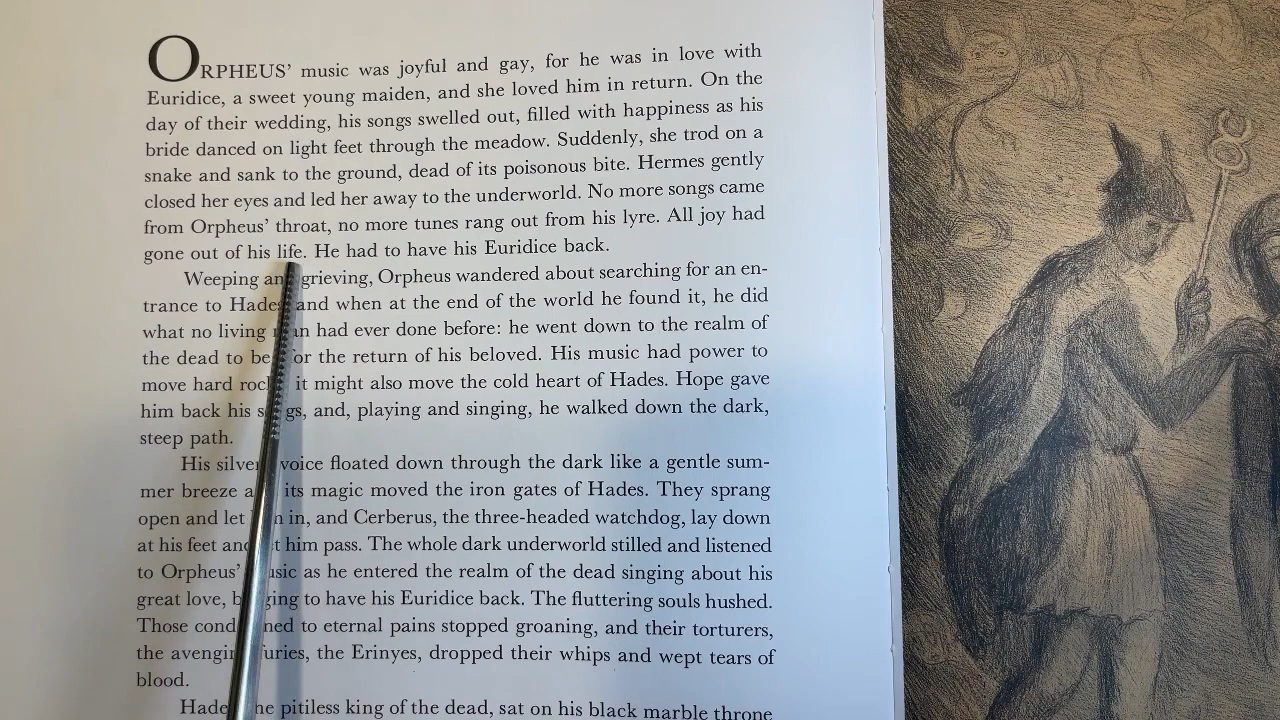 ORPHEUS' music was joyful and gay, for he was in love with
Euridice, a sweet young maiden, and she loved him in return. On the
day of their wedding, his songs swelled out, filled with happiness as his
bride danced on light feet through the meadow. Suddenly, she trod on a
snake and sank to the ground, dead of its poisonous bite. Hermes gently
closed her eyes and led her away to the underworld. No more songs came
from Orpheus' throat, no more tunes rang out from his lyre. All joy had
gone out of his life. He had to have his Euridice back.
Weeping and grieving, Orpheus wandered about searching for an en-
trance to Hades and when at the end of the world he found it, he did
what no living man had ever done before: he went down to the realm of
the dead to beg for the return of his beloved. His music had power to
move hard it might also move the cold heart of Hades. Hope gave
him back his songs, and, playing and singing, he walked down the dark,
steep path.
His silver voice floated down through the dark like a gentle sum-
mer breeze its magic moved the iron gates of Hades. They sprang
open and let in, and Cerberus, the three-headed watchdog, lay down
at his feet and him pass. The whole dark underworld stilled and listened
to Orpheus' music as he entered the realm of the dead singing about his
great love, begging to have his Euridice back. The fluttering souls hushed.
Those condemned to eternal pains stopped groaning, and their torturers,
the avenging furies, the Erinyes, dropped their whips and wept tears of
blood.
pitiless king of the dead, sat on his black marble throne